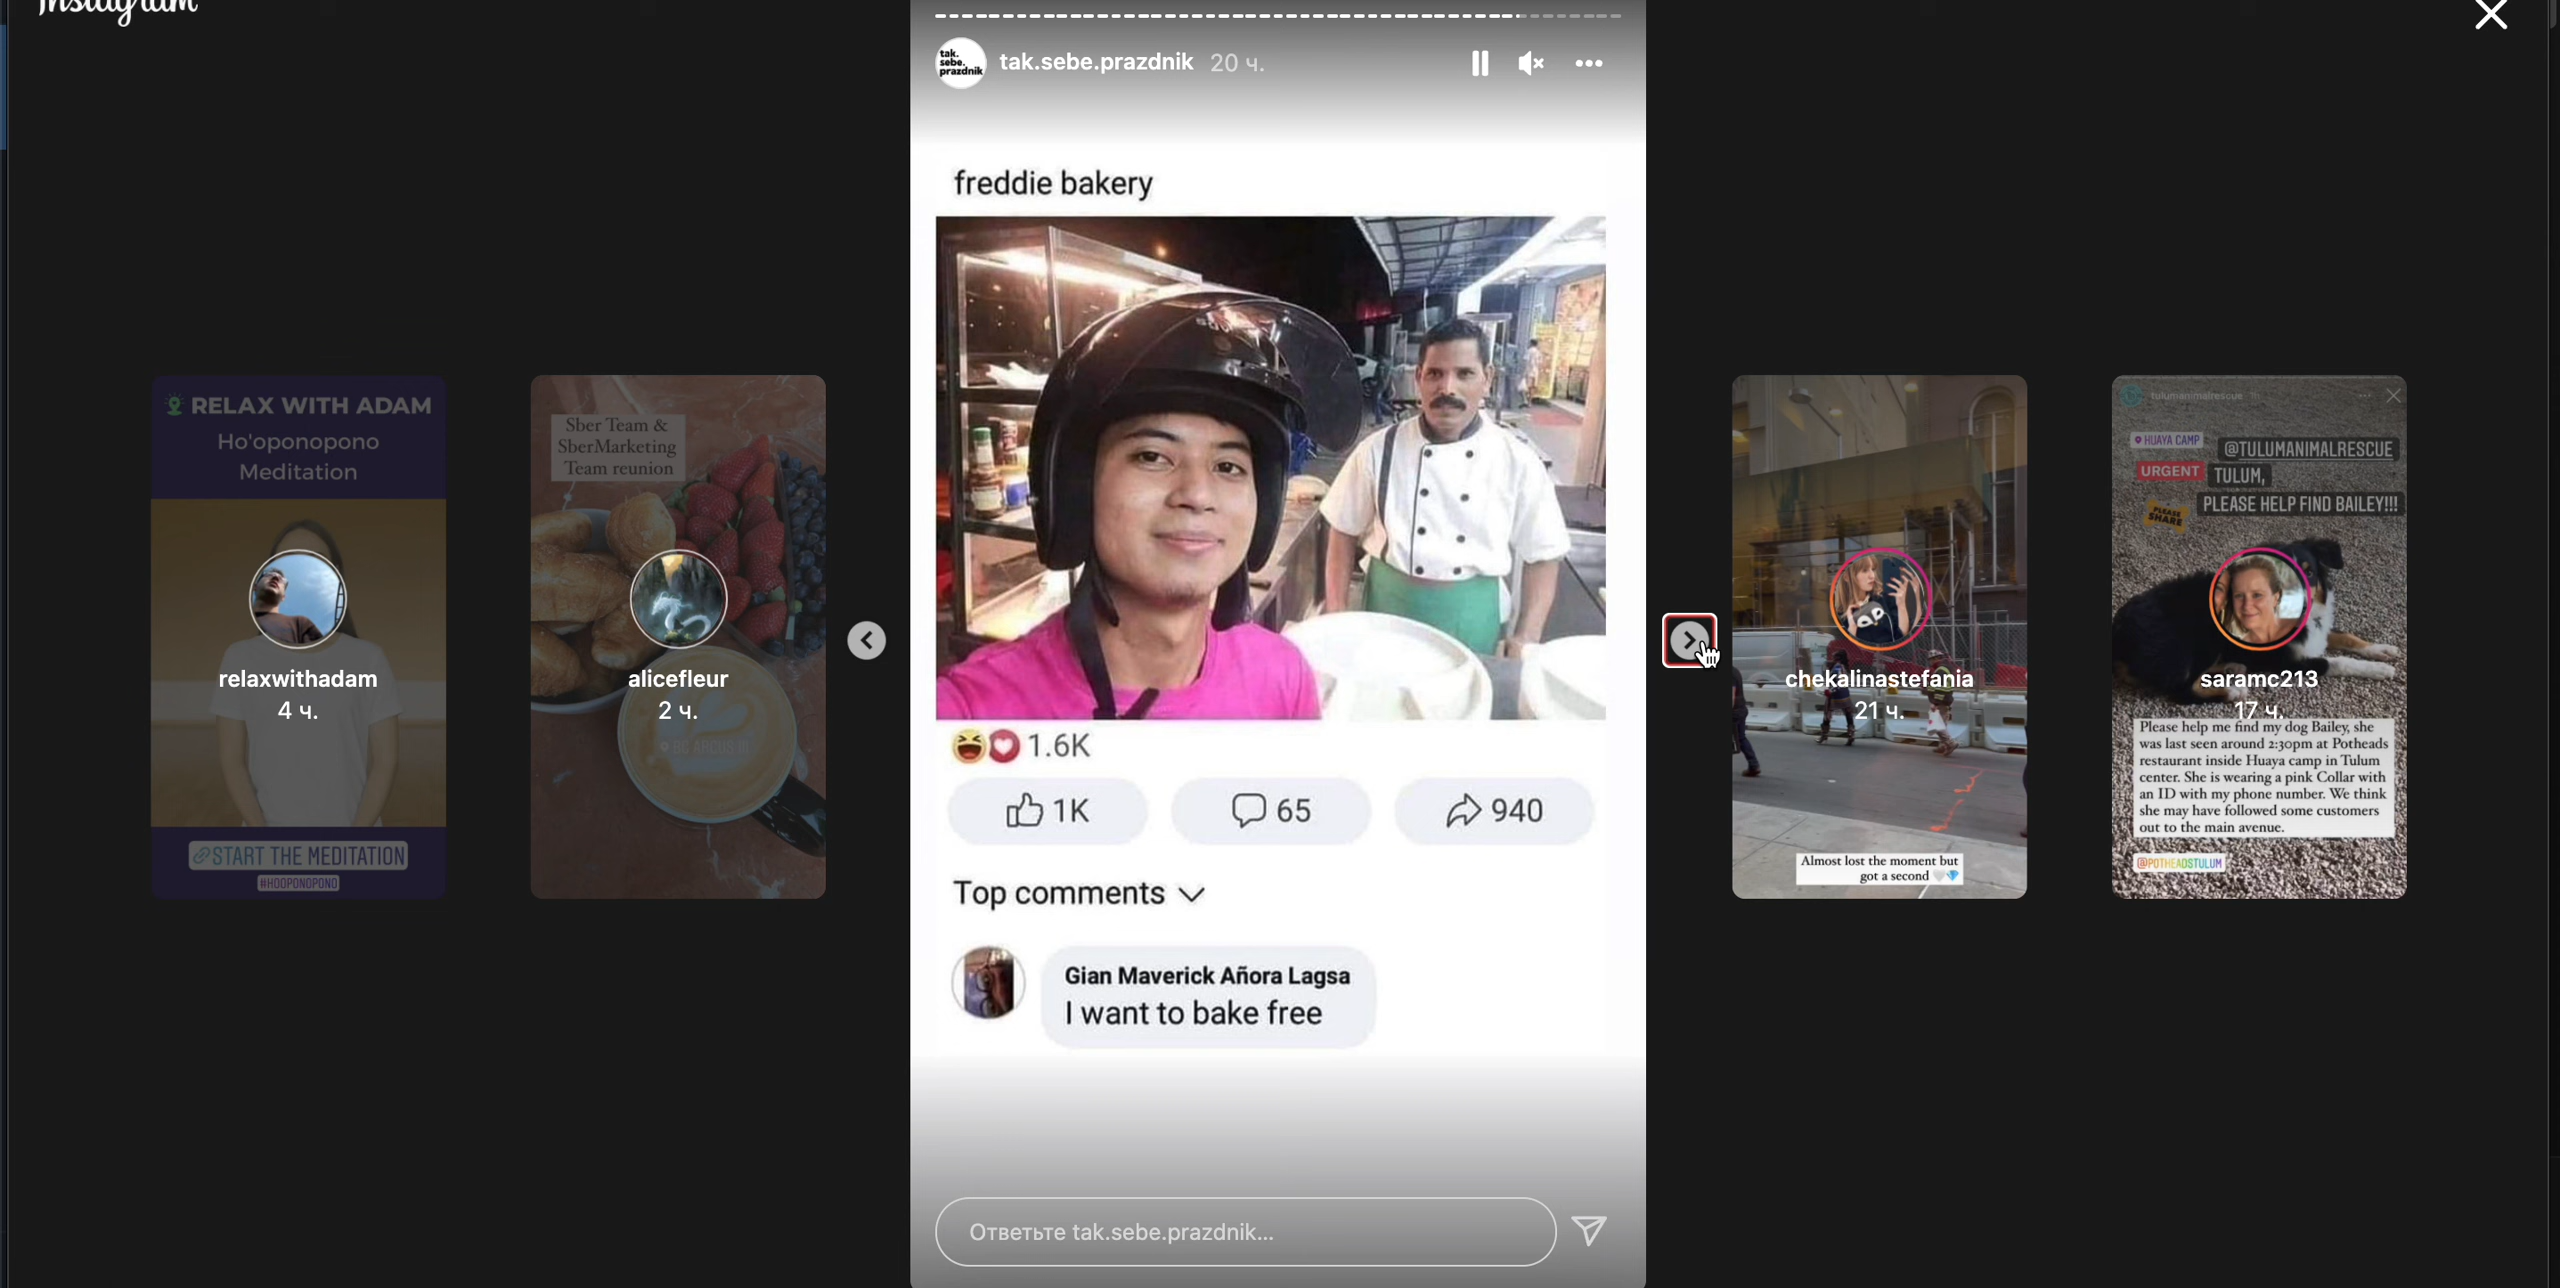 Instagram
tak.
sebe.
prazdnik
tak.sebe.prazdnik 20 ч.
freddie bakery
1.6K
1K
65
940
Top comments
Gian Maverick Añora Lagsa
I want to bake free
Ответьте tak.sebe.prazdnik...
RELAX WITH ADAM
Ho'oponopono
Meditation
relaxwithadam
4 ч.
START THE MEDITATION
#HOOPONOPONO
Sber Team &
SberMarketing
Team reunion
alicefleur
2 ч.
chekalinastefania
21 ч.
Almost lost the moment but
got a second
tulumanimalrescue
HUAYA CAMP
@TULUMANIMALRESCUE
URGENT
TULUM,
PLEASE HELP FIND BAILEY!!!
PLEASE
SHARE
saramc213
17 ч.
Please help me find my dog Bailey, she
was last seen around 2:30pm at Potheads
restaurant inside Huaya camp in Tulum
center. She is wearing a pink Collar with
an ID with my phone number. We think
she may have followed some customers
out to the main avenue.
@POTHEADSTULUM